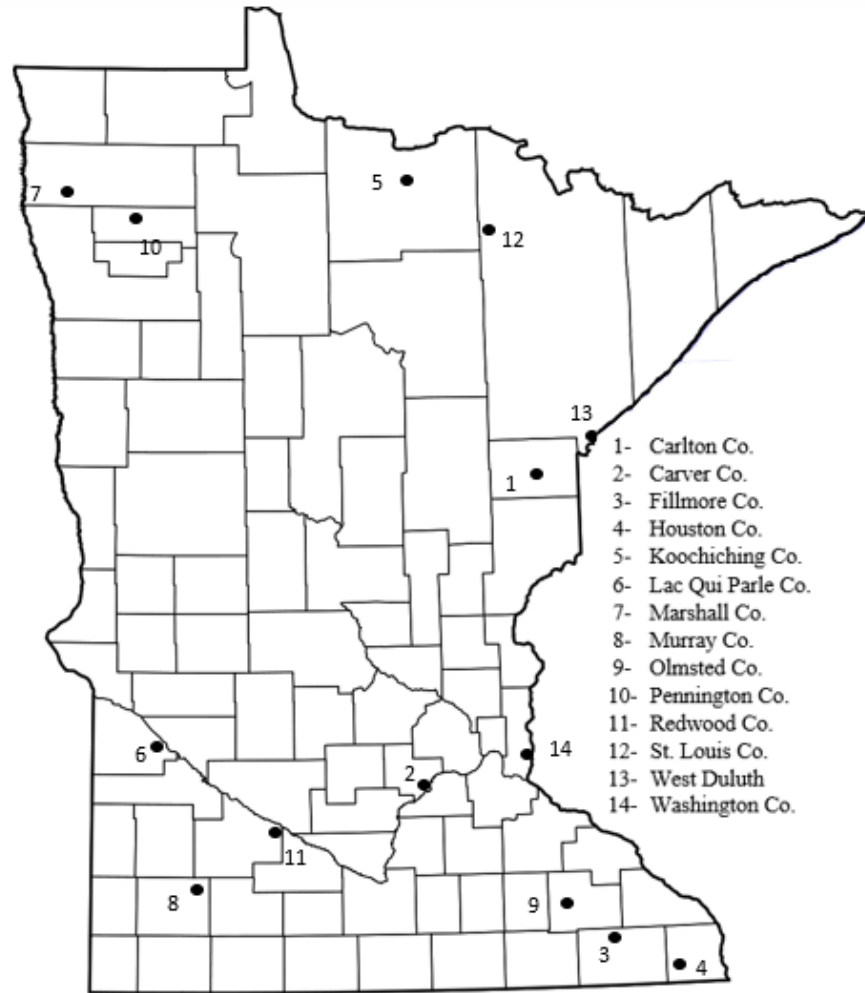 7
5
10
12
13
1
1- Carlton Co.
2- Carver Co.
3- Fillmore Co.
4- Houston Co.
5- Koochiching Co.
6- Lac Qui Parle Co.
7- Marshall Co.
8- Murray Co.
9- Olmsted Co.
10- Pennington Co.
11- Redwood Co.
12- St. Louis Co.
13- West Duluth
14- Washington Co.
6
14
2
11
8
9
3
4